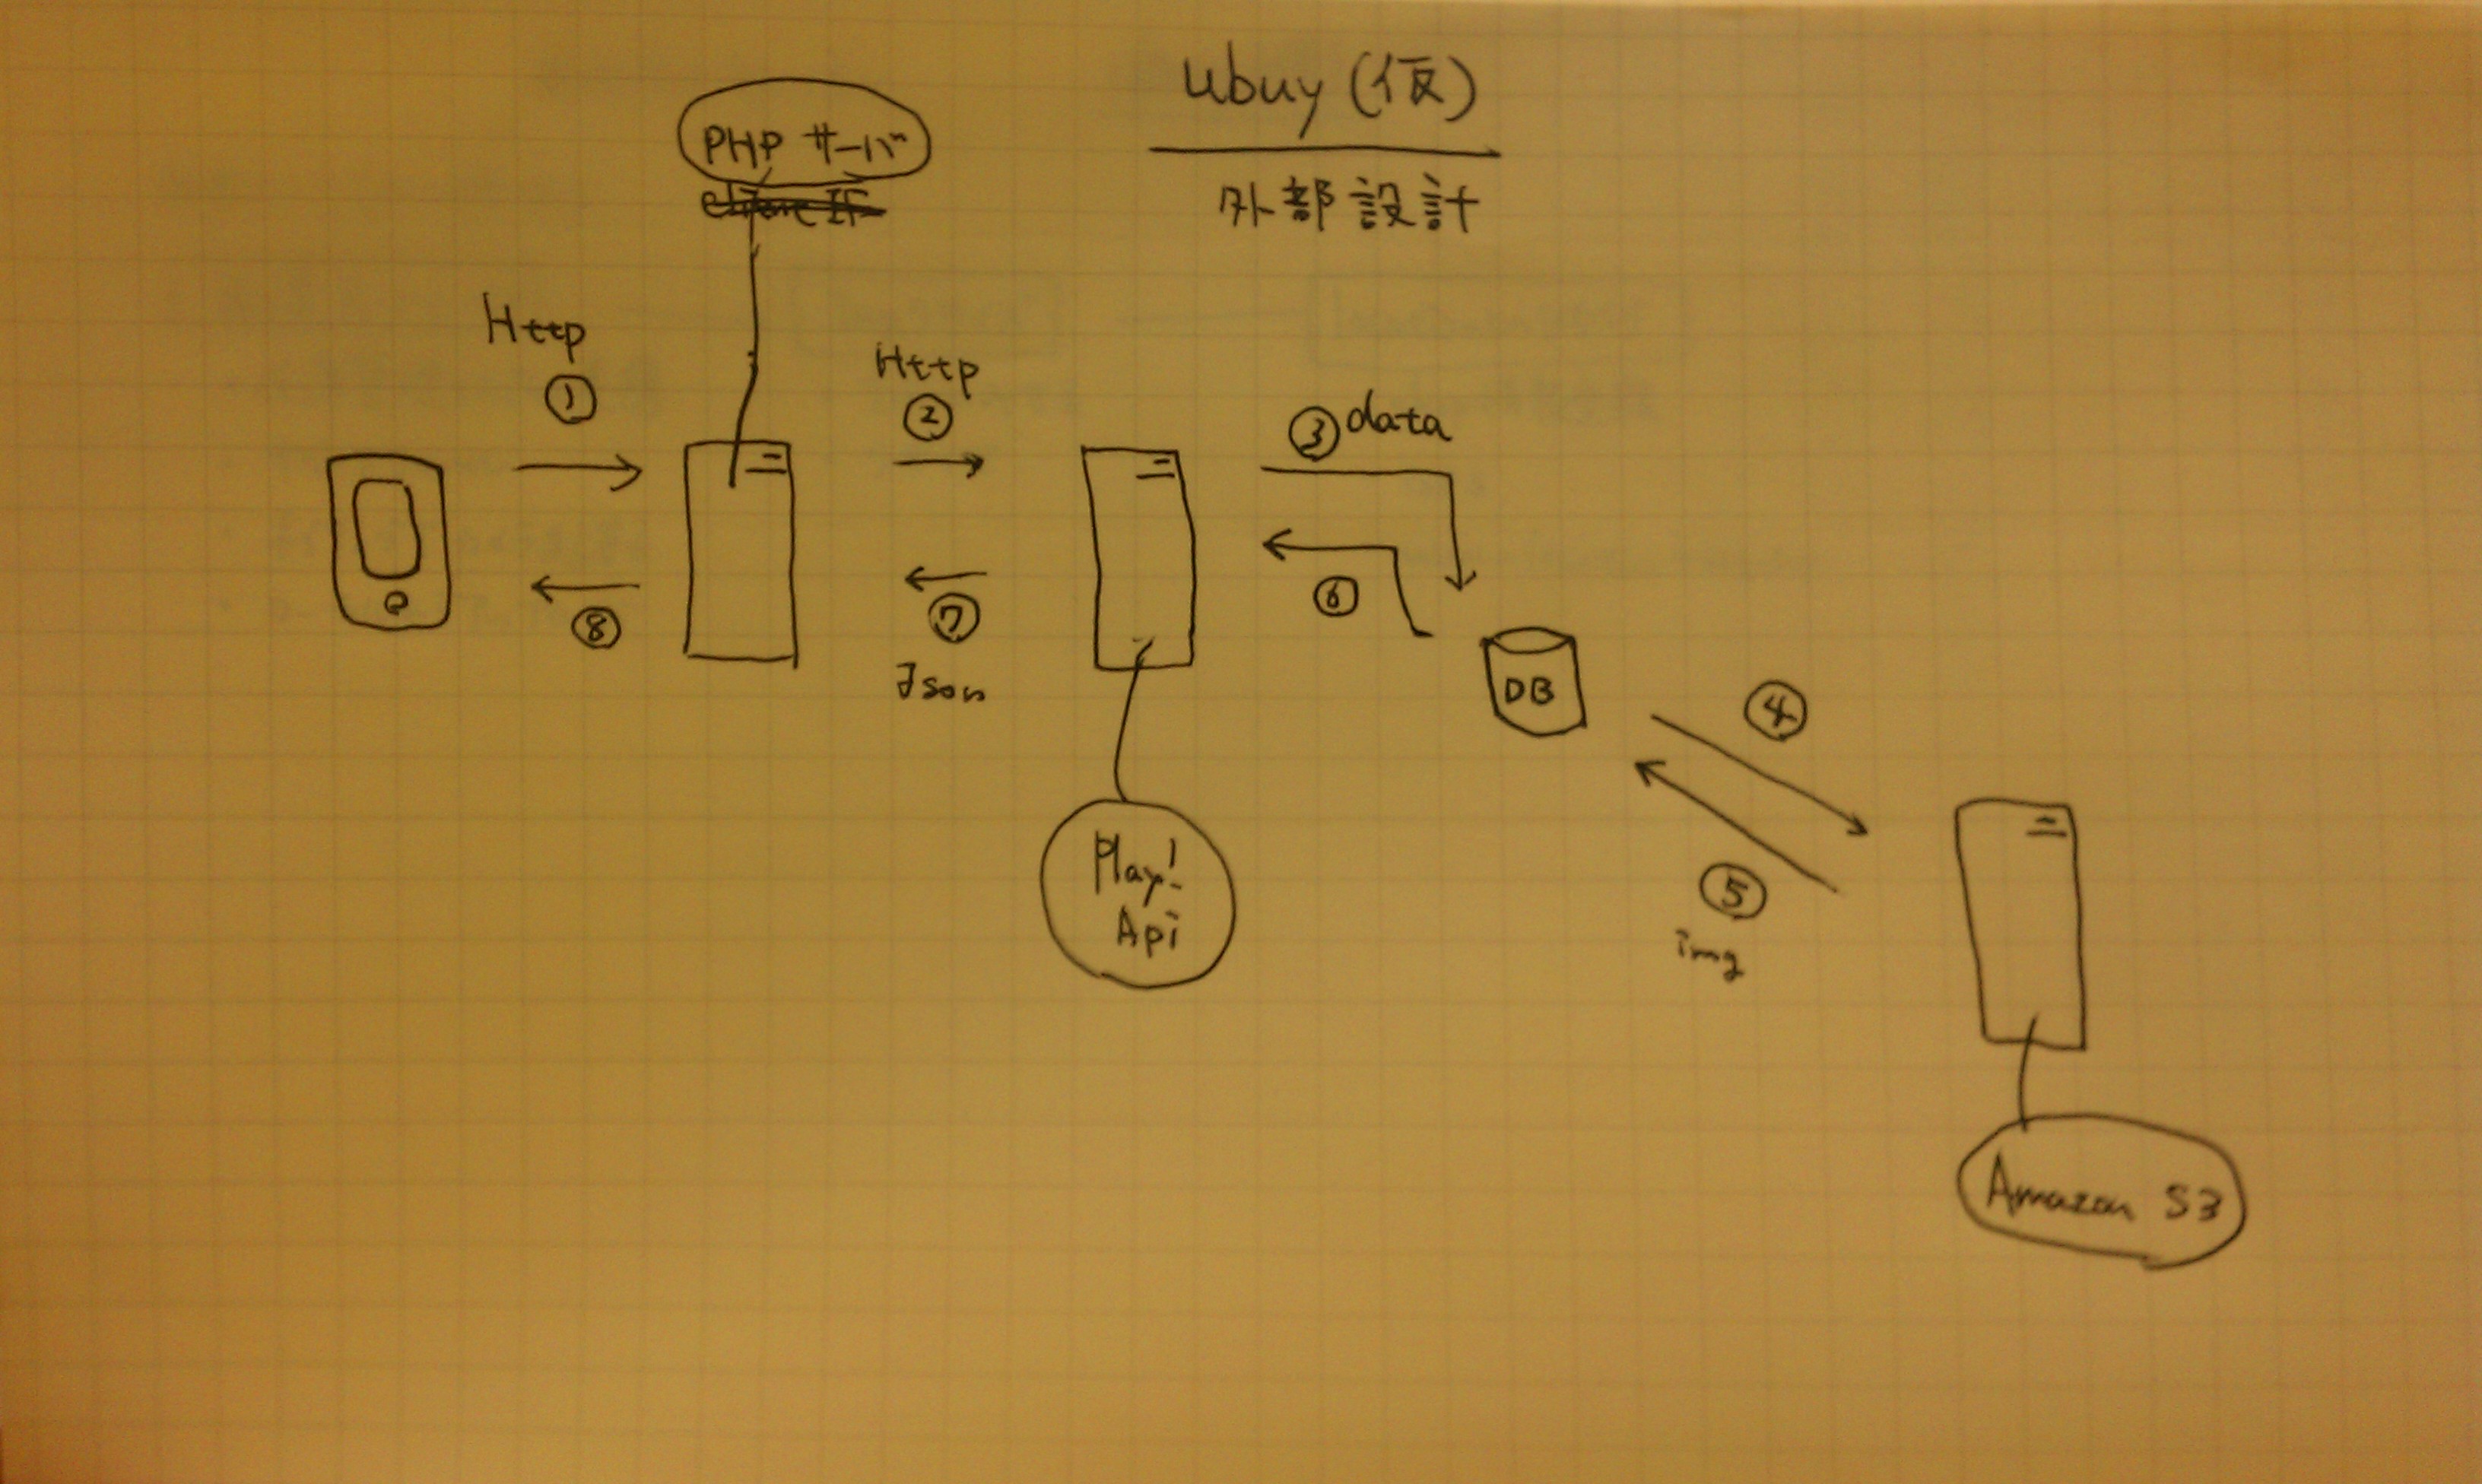 ubuy (仮)
外部設計
PHP サーバ
Http
①
Http
②
③ data
⑧
⑦
Json
⑥
DB
④
⑤
img
Play!
Api
Amazon S3